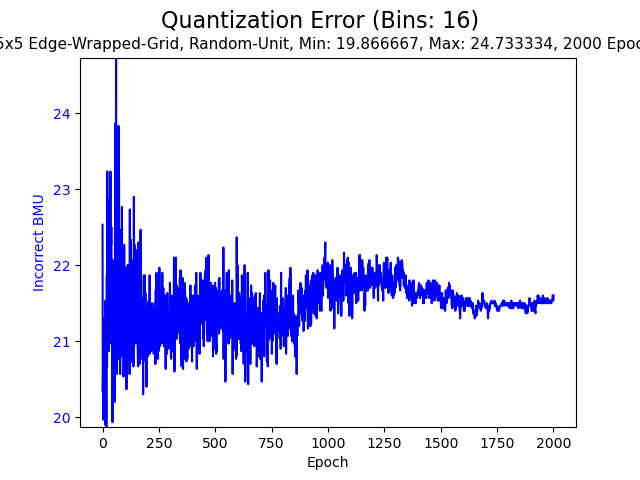 Quantization Error (Bins: 16)
5x5 Edge-Wrapped-Grid, Random-Unit, Min: 19.866667, Max: 24.733334, 2000 Epoc
24
23
22
21
20
Incorrect BMU
0 250 500 750 1000 1250 1500 1750 2000
Epoch